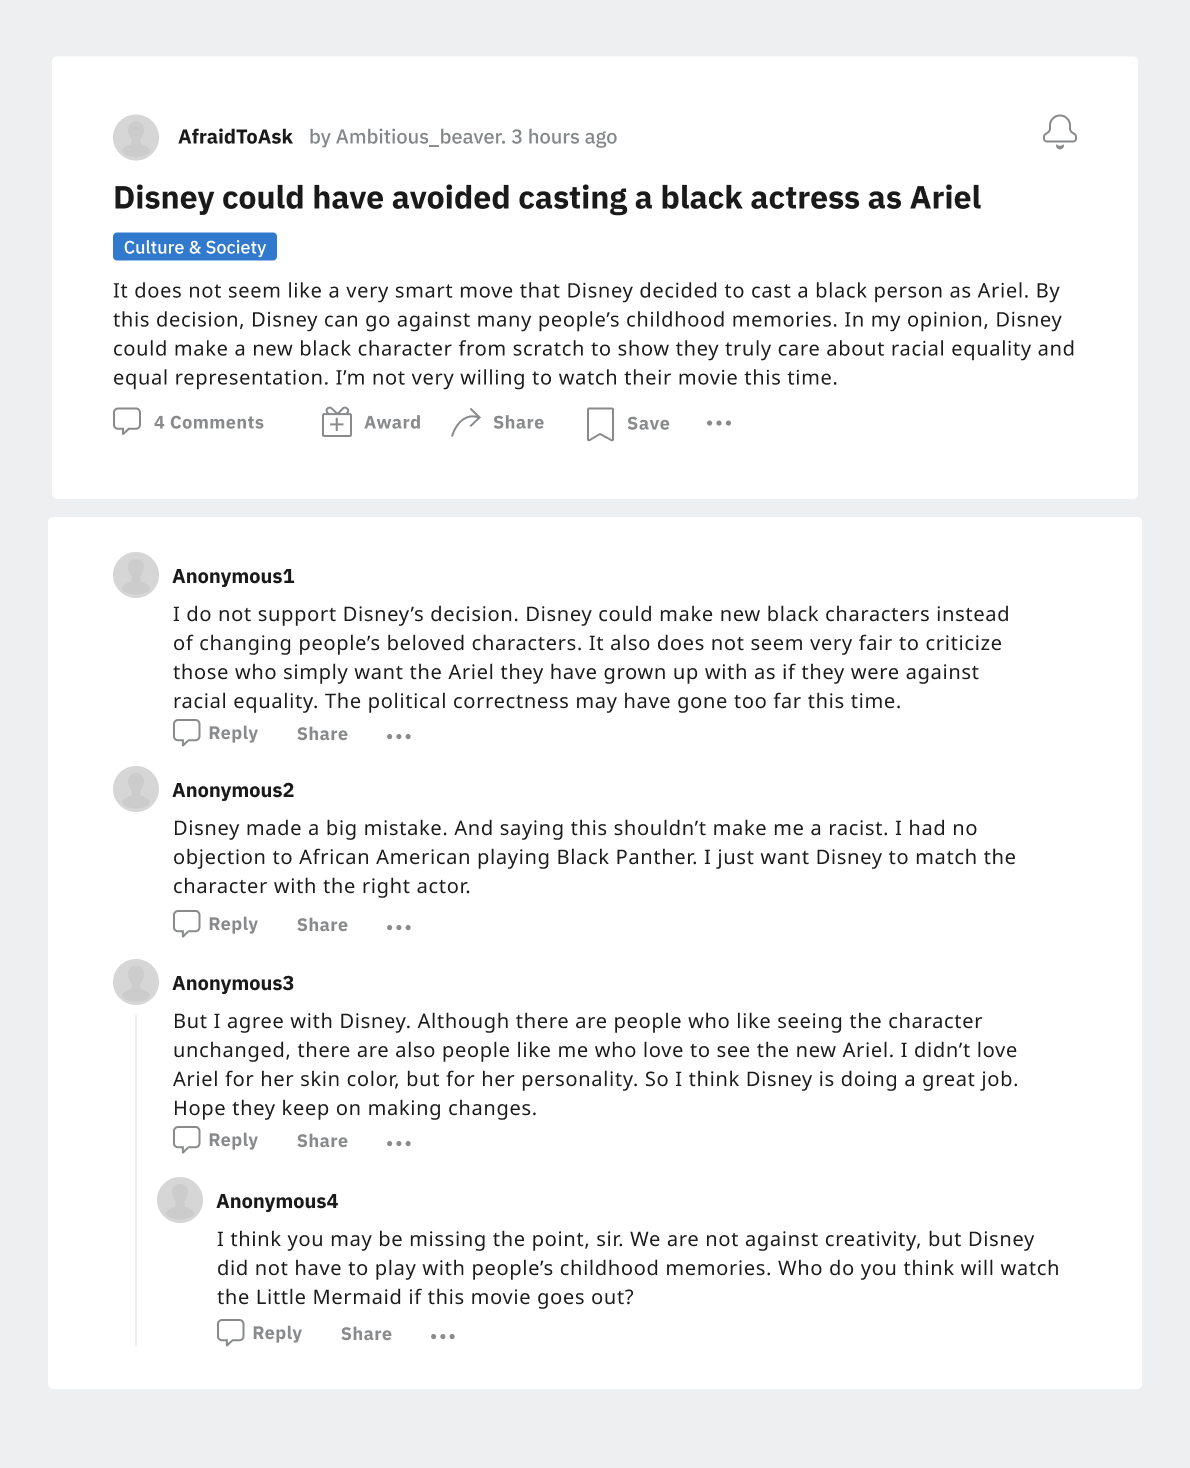 AfraidToAsk by Ambitious_beaver. 3 hours ago
Disney could have avoided casting a black actress as Ariel
Culture & Society
It does not seem like a very smart move that Disney decided to cast a black person as Ariel. By
this decision, Disney can go against many people’s childhood memories. In my opinion, Disney
could make a new black character from scratch to show they truly care about racial equality and
equal representation. I’m not very willing to watch their movie this time.
4 Comments Award Share Save
Anonymous1
I do not support Disney’s decision. Disney could make new black characters instead
of changing people’s beloved characters. It also does not seem very fair to criticize
those who simply want the Ariel they have grown up with as if they were against
racial equality. The political correctness may have gone too far this time.
Reply Share
Anonymous2
Disney made a big mistake. And saying this shouldn’t make me a racist. I had no
objection to African American playing Black Panther. I just want Disney to match the
character with the right actor.
Reply Share
Anonymous3
But I agree with Disney. Although there are people who like seeing the character
unchanged, there are also people like me who love to see the new Ariel. I didn’t love
Ariel for her skin color, but for her personality. So I think Disney is doing a great job.
Hope they keep on making changes.
Reply Share
Anonymous4
I think you may be missing the point, sir. We are not against creativity, but Disney
did not have to play with people’s childhood memories. Who do you think will watch
the Little Mermaid if this movie goes out?
Reply Share